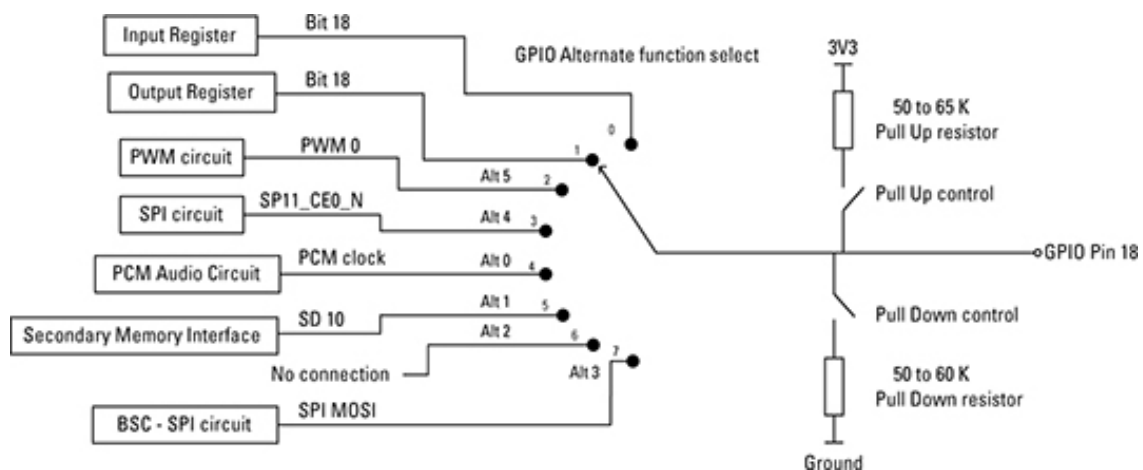 Input Register
Bit 18
GPIO Alternate function select
3V3
Output Register
Bit 18
0
50 to 65 K
Pull Up resistor
PWM circuit
PWM 0
1
Alt 5
2
Pull Up control
SPI circuit
SP11_CE0_N
Alt 4
3
GPIO Pin 18
PCM Audio Circuit
PCM clock
Alt 0
4
Secondary Memory Interface
SD 10
Alt 1
5
Pull Down control
Alt 2
6
7
No connection
Alt 3
50 to 60 K
Pull Down resistor
BSC - SPI circuit
SPI MOSI
Ground